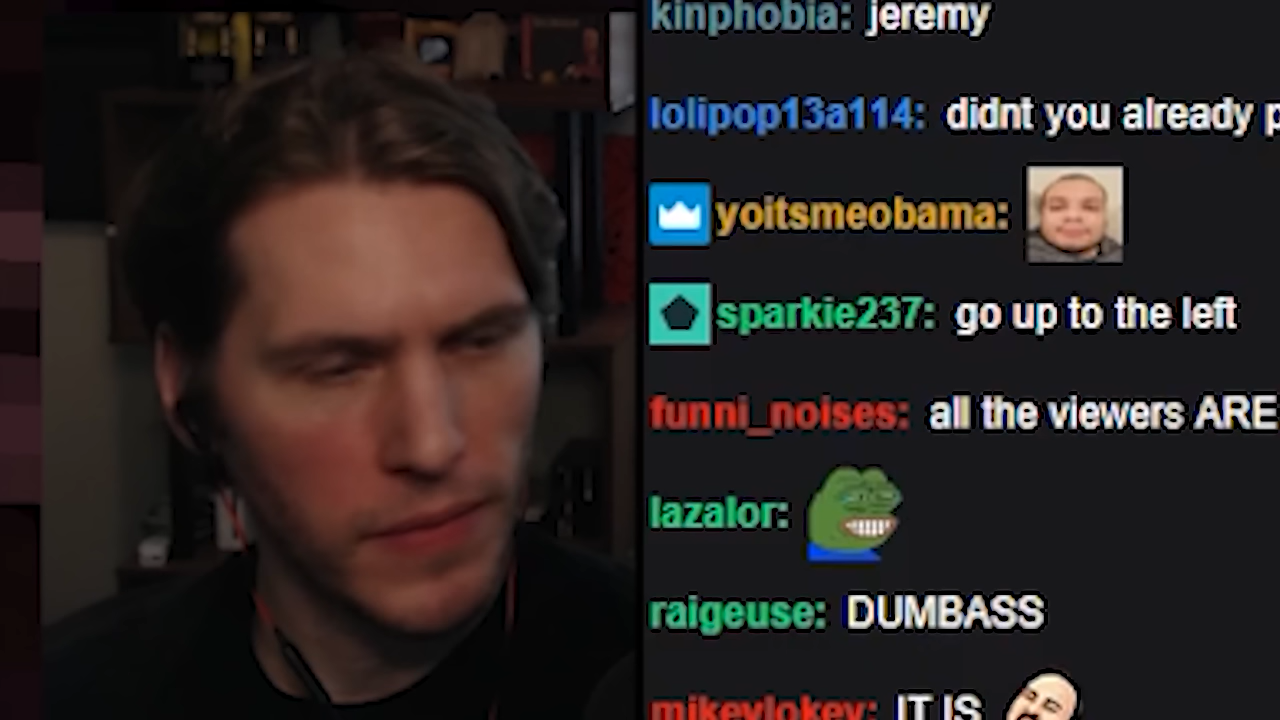 kinphobia: jeremy
lolipop13a114: didnt you already p
yoitsmeobama:
sparkie237: go up to the left
funni_noises: all the viewers ARE
lazalor:
raigeuse: DUMBASS
mikeylokey: IT IS